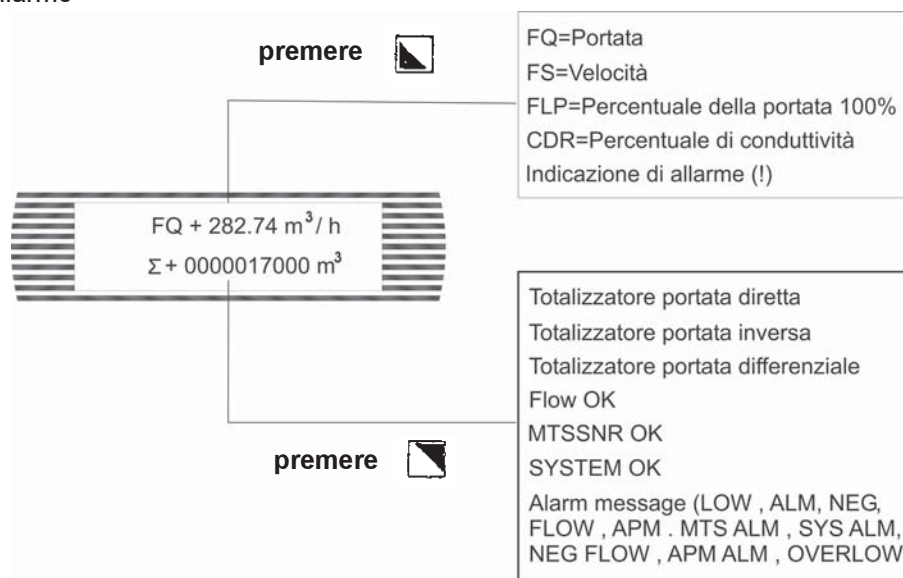 premere
FQ=Portata
FS=Velocità
FLP=Percentuale della portata 100%
CDR=Percentuale di conduttività
Indicazione di allarme (!)
FQ + 282.74 m³/ h
Σ+ 0000017000 m³
premere
Totalizzatore portata diretta
Totalizzatore portata inversa
Totalizzatore portata differenziale
Flow OK
MTSSNR OK
SYSTEM OK
Alarm message (LOW , ALM, NEG,
FLOW , APM . MTS ALM , SYS ALM,
NEG FLOW , APM ALM , OVERLOW